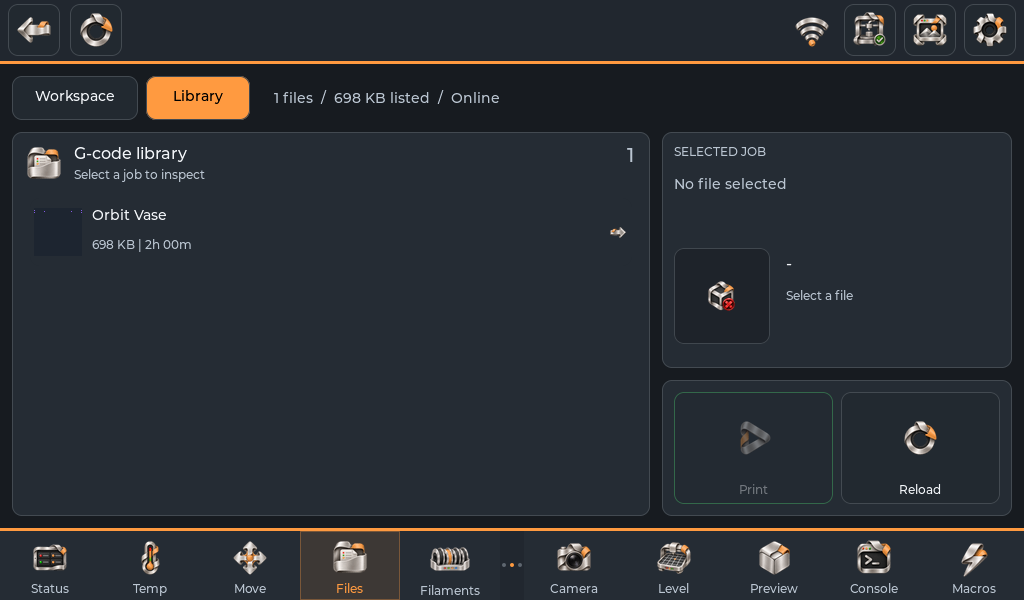 Workspace
Library
1 files / 698 KB listed / Online
G-code library
1
Select a job to inspect
Orbit Vase
698 KB | 2h 00m
SELECTED JOB
No file selected
-
Select a file
Print
Reload
Status
Temp
Move
Files
Filaments
Camera
Level
Preview
Console
Macros